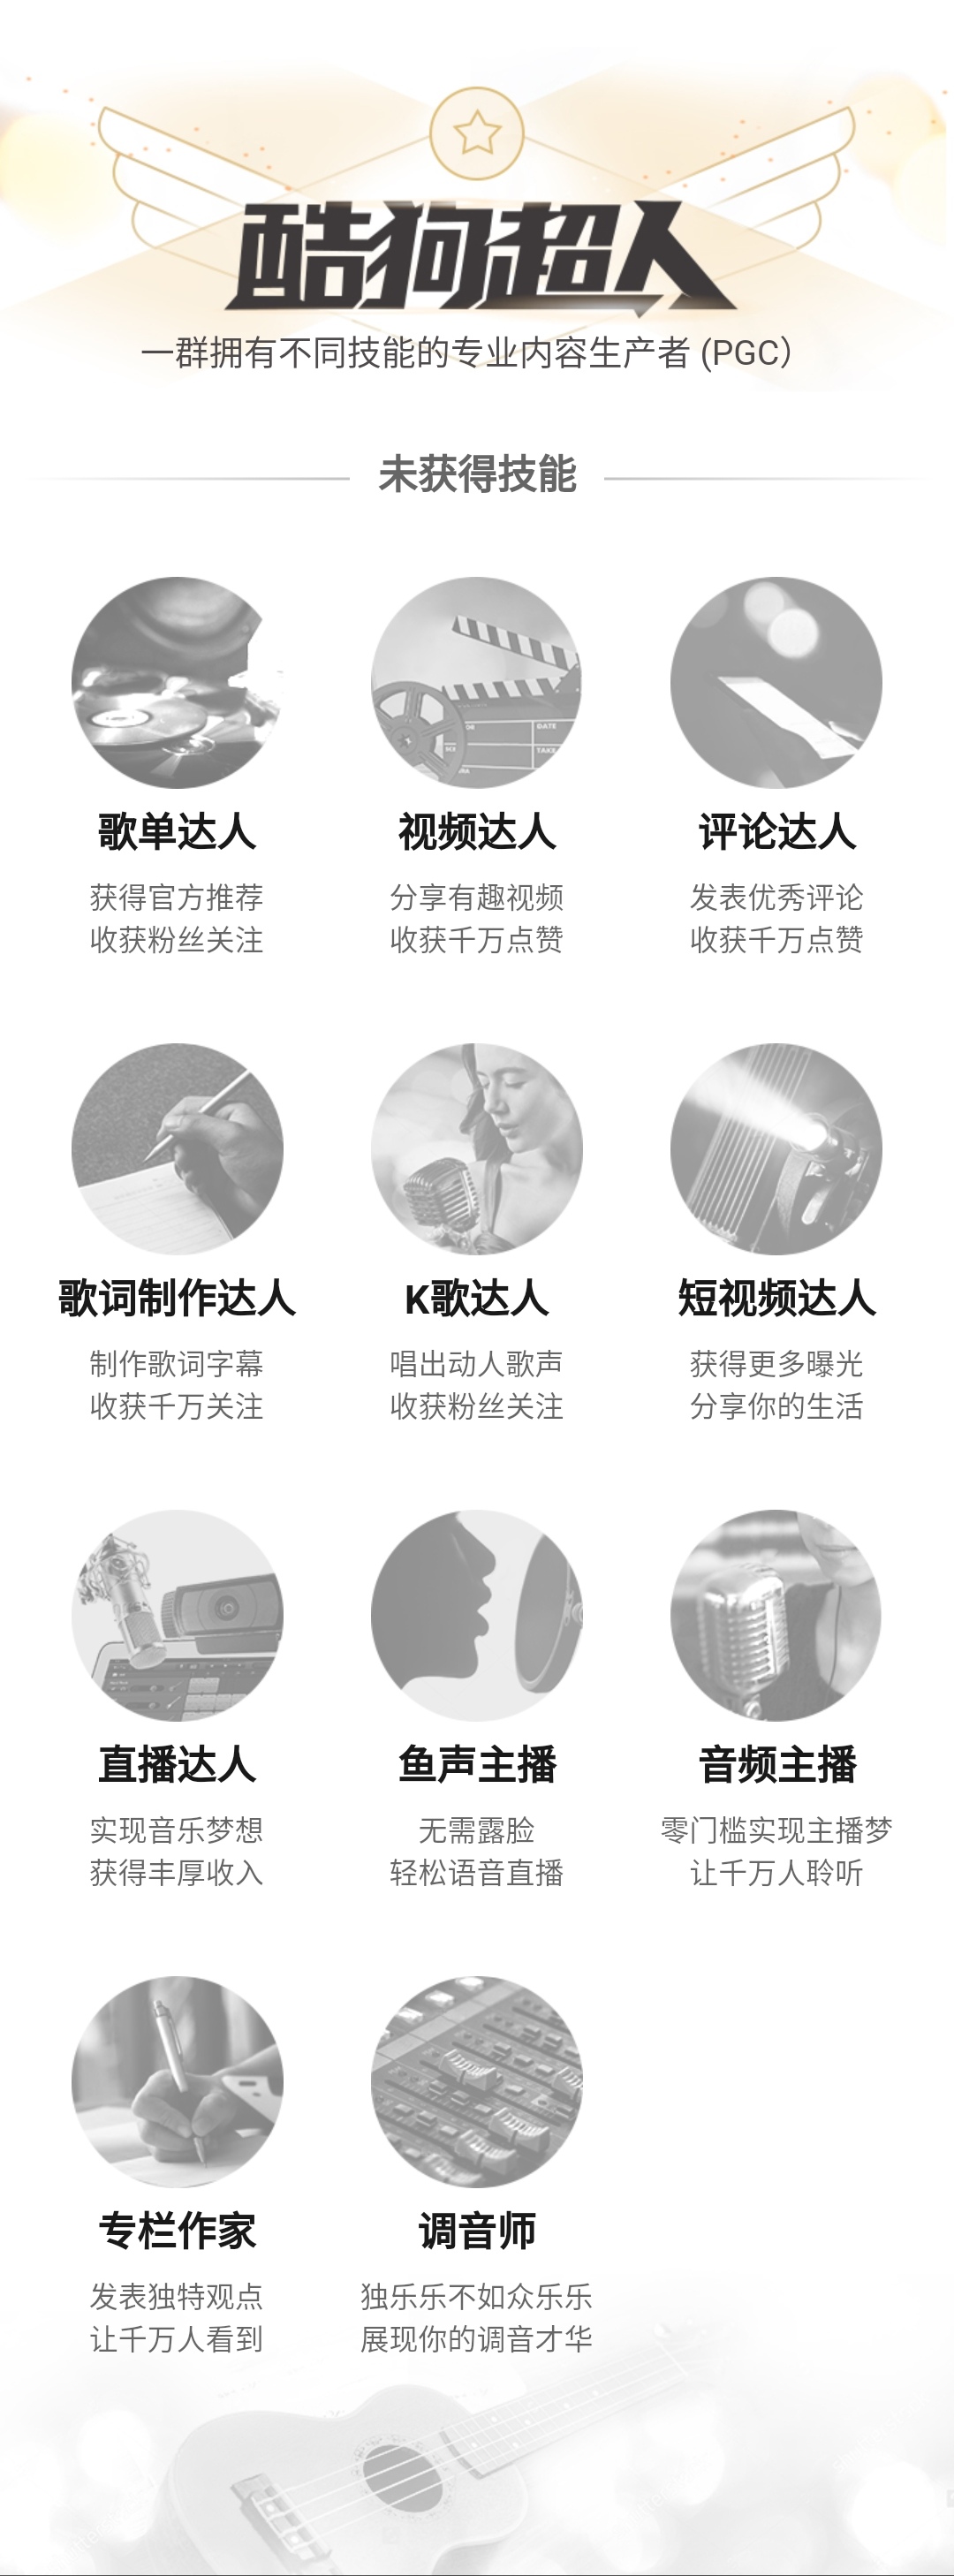 酷狗超人
一群拥有不同技能的专业内容生产者 (PGC）
未获得技能
歌单达人
获得官方推荐
收获粉丝关注
视频达人
分享有趣视频
收获千万点赞
评论达人
发表优秀评论
收获千万点赞
歌词制作达人
制作歌词字幕
收获千万关注
K歌达人
唱出动人歌声
收获粉丝关注
短视频达人
获得更多曝光
分享你的生活
直播达人
实现音乐梦想
获得丰厚收入
鱼声主播
无需露脸
轻松语音直播
音频主播
零门槛实现主播梦
让千万人聆听
专栏作家
发表独特观点
让千万人看到
调音师
独乐乐不如众乐乐
展现你的调音才华
DATE
TAKE